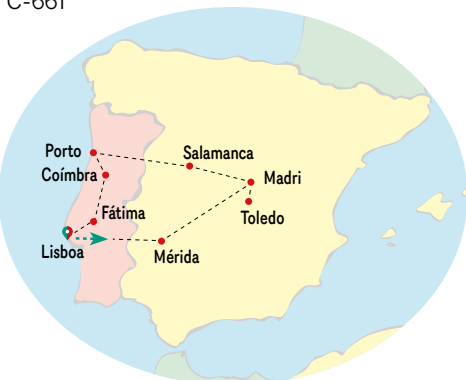 C-661
Porto
Salamanca
Coímbra
Madri
Fátima
Toledo
Lisboa
Mérida